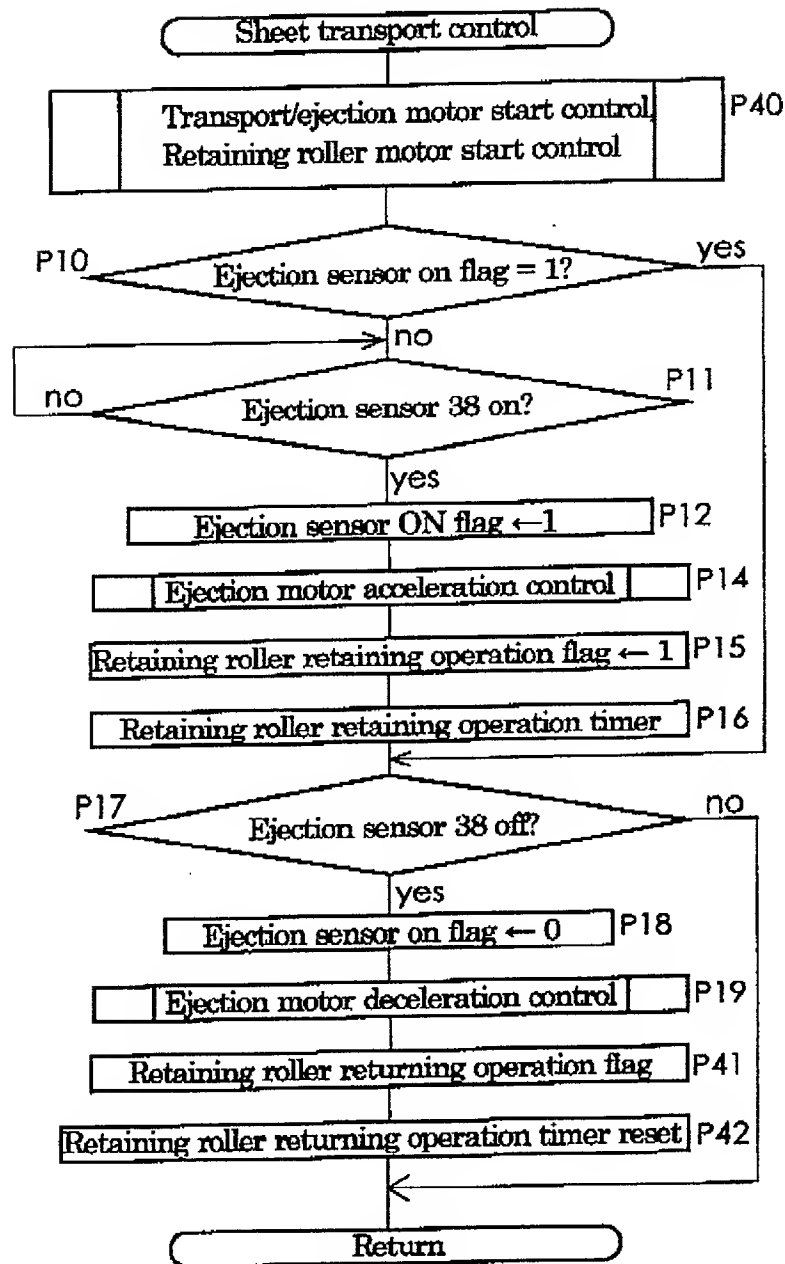 Sheet transport control
Transport/ejection motor start control,
Retaining roller motor start control
P40
P10
Ejection sensor on flag = 1?
yes
no
P11
Ejection sensor 38 on?
no
yes
Ejection sensor ON flag ←1
P12
Ejection motor acceleration control
P14
Retaining roller retaining operation flag ← 1
P15
Retaining roller retaining operation timer
P16
P17
Ejection sensor 38 off?
no
yes
Ejection sensor on flag ← 0
P18
Ejection motor deceleration control
P19
Retaining roller returning operation flag
P41
Retaining roller returning operation timer reset
P42
Return